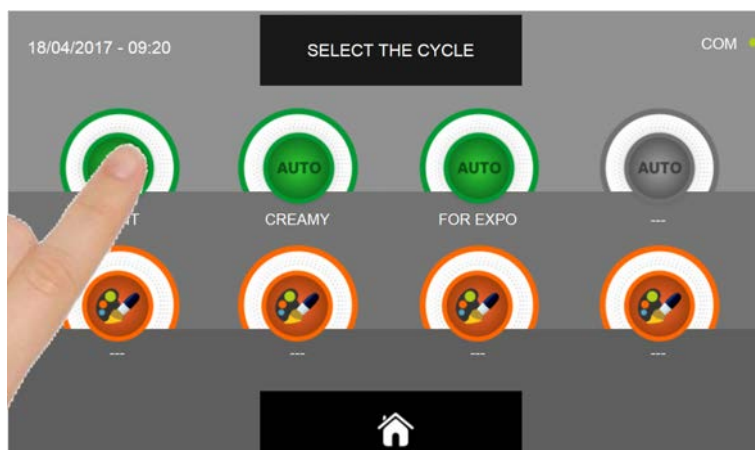 18/04/2017 - 09:20
SELECT THE CYCLE
COM
AUTO
AUTO
AUTO
CREAMY
FOR EXPO
---
---
---
---
---